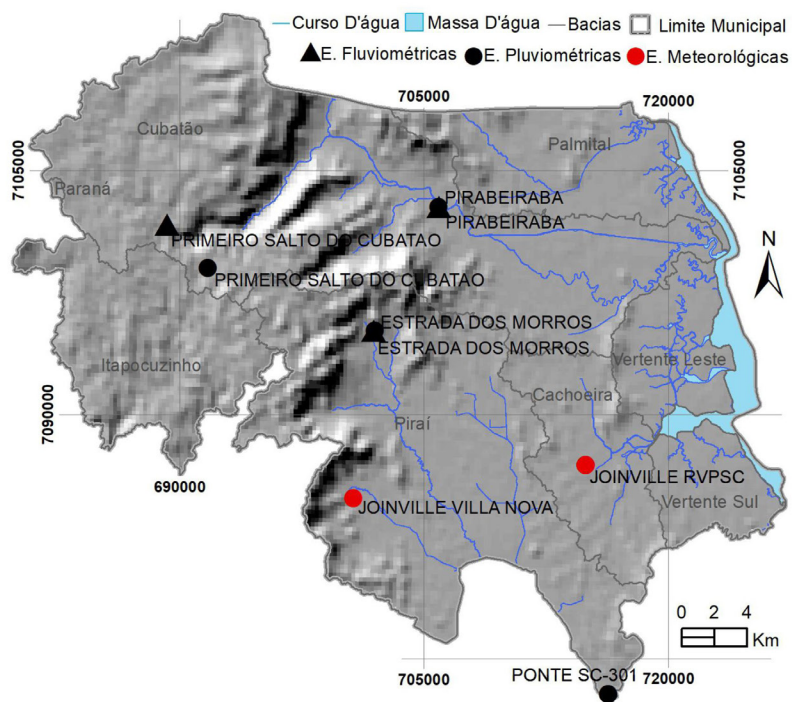 Curso D'água Massa D'água Bacias Limite Municipal
E. Fluviométricas E. Pluviométricas E. Meteorológicas
705000
720000
Cubatão
Palmital
7105000
7105000
Paraná
PIRABEIRABA
PIRABEIRABA
PRIMEIRO SALTO DO CUBATAO
N
PRIMEIRO SALTO DO CUBATAO
ESTRADA DOS MORROS
ESTRADA DOS MORROS
Itapocuzinho
Vertente Leste
Cachoeira
7090000
7090000
Piraí
JOINVILLE RVPSC
690000
JOINVILLE VILLA NOVA
Vertente Sul
0 2 4
Km
PONTE SC-301
705000
720000